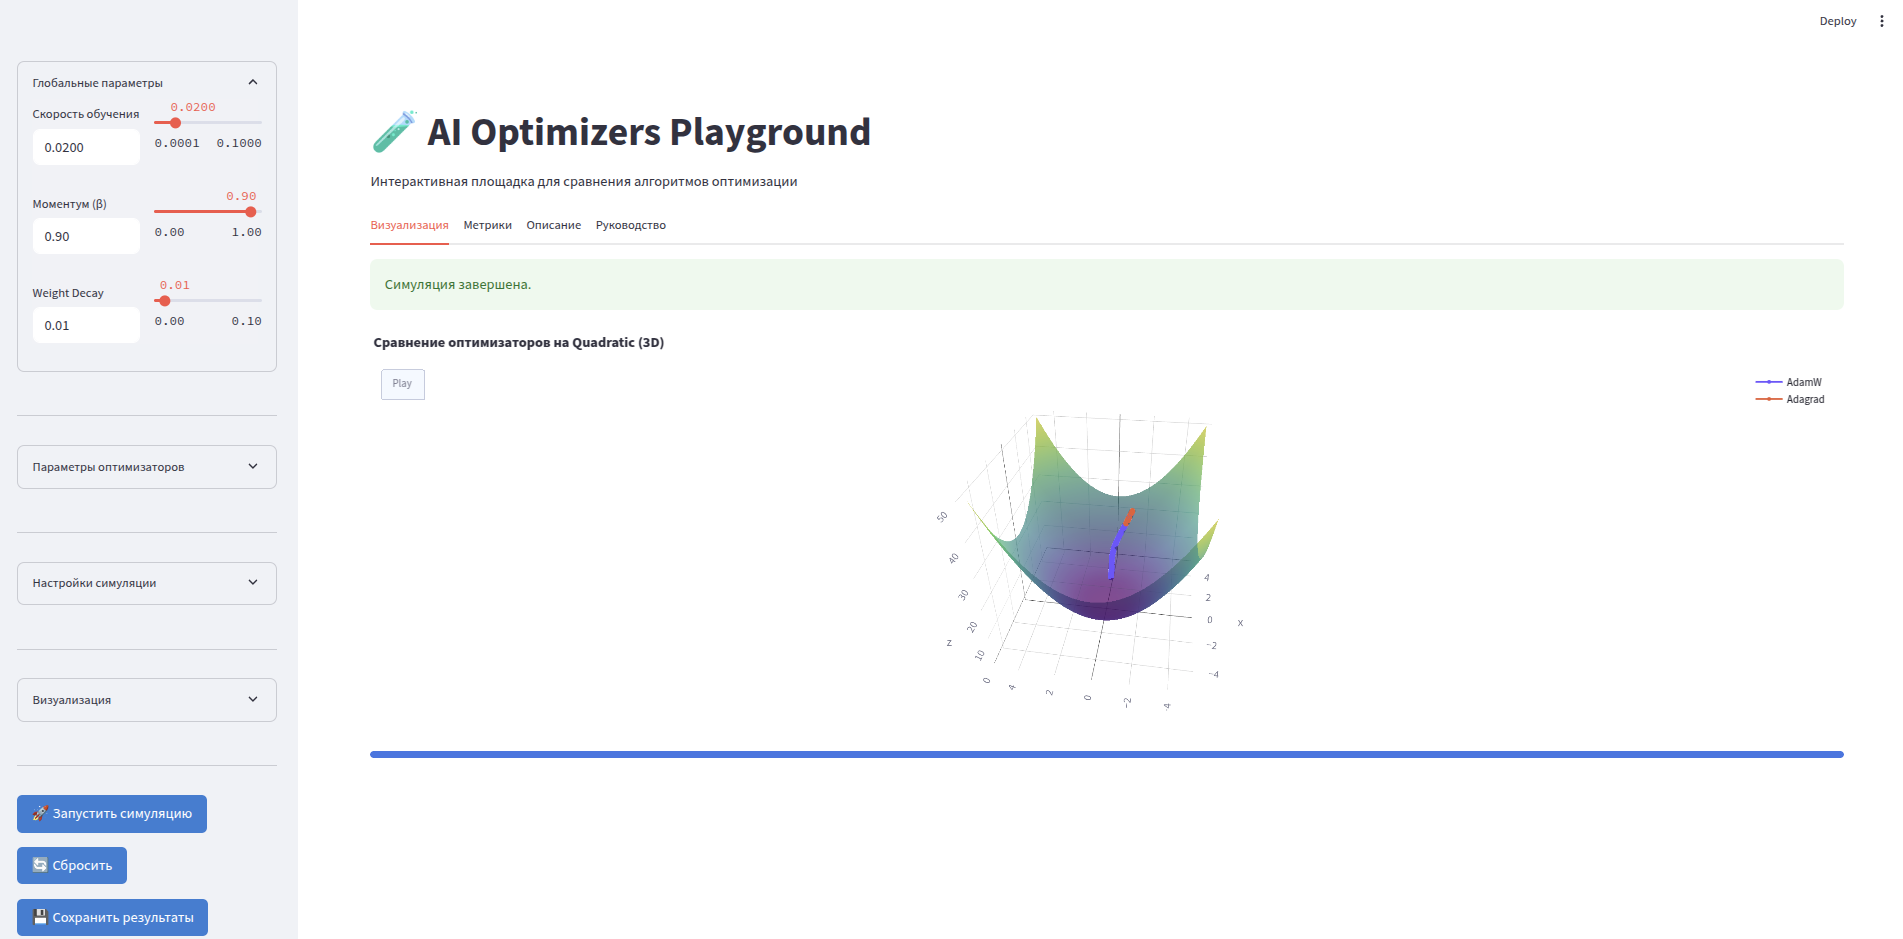 Deploy
Глобальные параметры
Скорость обучения
0.0200
0.0200
0.0001 0.1000
Моментум (β)
0.90
0.90
0.00 1.00
Weight Decay
0.01
0.01
0.00 0.10
Параметры оптимизаторов
Настройки симуляции
Визуализация
🚀 Запустить симуляцию
🔄 Сбросить
💾 Сохранить результаты
🧪 AI Optimizers Playground
Интерактивная площадка для сравнения алгоритмов оптимизации
Визуализация Метрики Описание Руководство
Симуляция завершена.
Сравнение оптимизаторов на Quadratic (3D)
Play
AdamW
Adagrad
50
40
30
20
10
0
z
4
2
0
−2
−4
x
4
2
0
−2
4